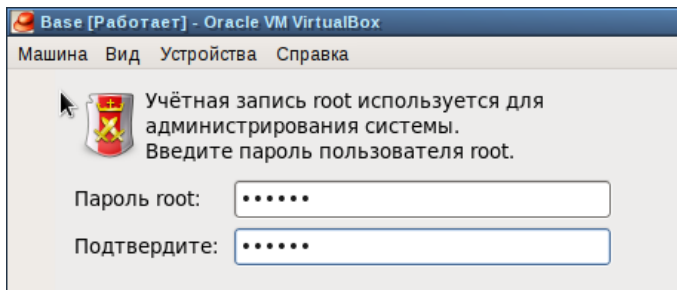 Base [Работает] - Oracle VM VirtualBox
Машина Вид Устройства Справка
Учётная запись root используется для
администрирования системы.
Введите пароль пользователя root.
Пароль root: ••••••
Подтвердите: ••••••